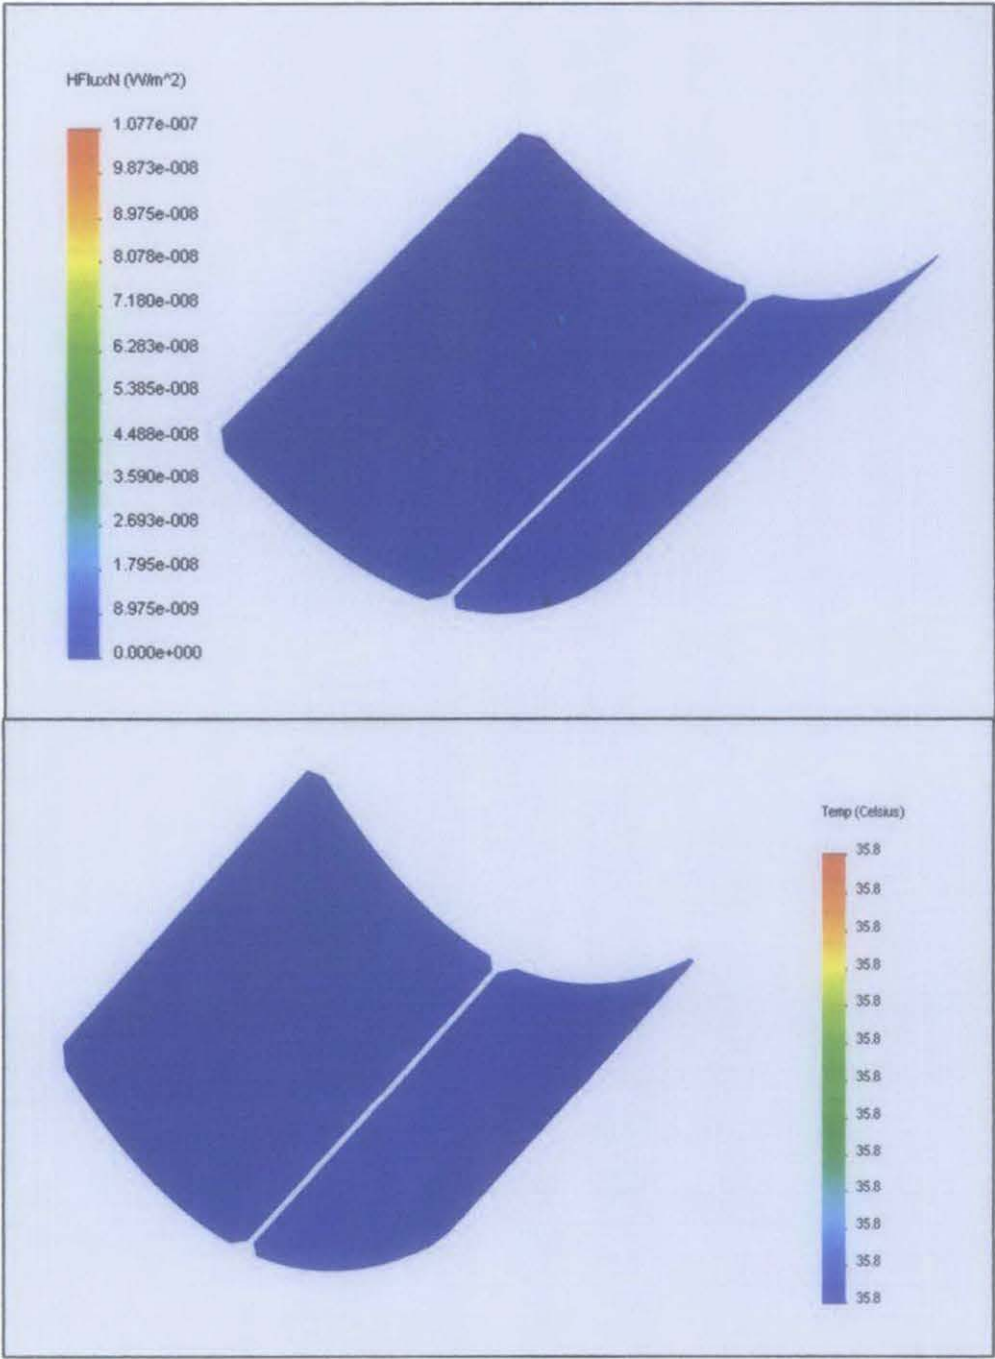 HFluxN (W/m^2)
1.077e-007
9.873e-008
8.975e-008
8.078e-008
7.180e-008
6.283e-008
5.385e-008
4.488e-008
3.590e-008
2.693e-008
1.795e-008
8.975e-009
0.000e+000
Temp (Celsius)
35.8
35.8
35.8
35.8
35.8
35.8
35.8
35.8
35.8
35.8
35.8
35.8
35.8